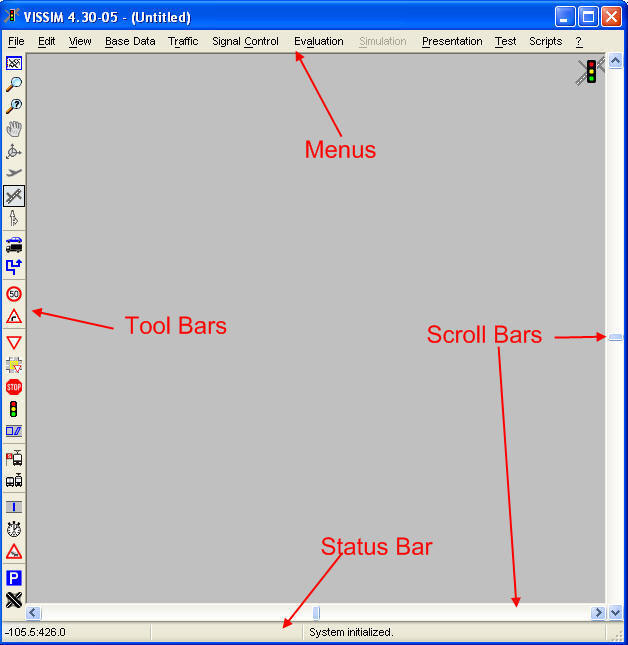 VISSIM 4.30-05 - (Untitled)
File Edit View Base Data Traffic Signal Control Evaluation Simulation Presentation Test Scripts ?
Menus
50
Tool Bars
Scroll Bars
STOP
Status Bar
P
-105.5:426.0 System initialized.